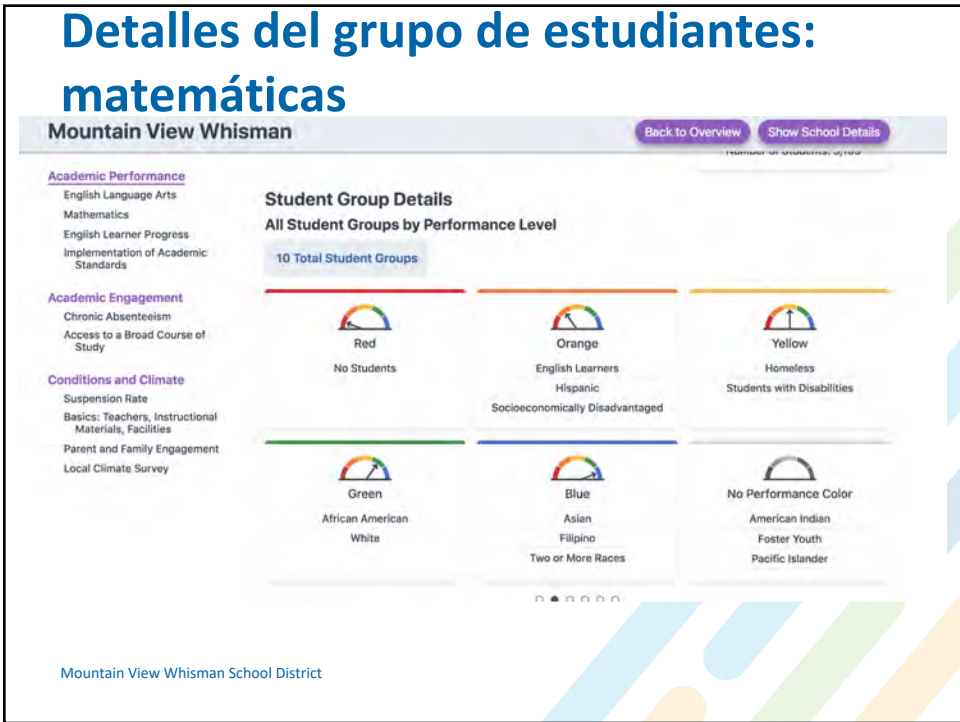 Detalles del grupo de estudiantes:
matemáticas
Mountain View Whisman
Back to Overview
Show School Details
Academic Performance
English Language Arts
Mathematics
English Learner Progress
Implementation of Academic
Standards
Academic Engagement
Chronic Absenteeism
Access to a Broad Course of
Study
Conditions and Climate
Suspension Rate
Basics: Teachers, Instructional
Materials, Facilities
Parent and Family Engagement
Local Climate Survey
Student Group Details
All Student Groups by Performance Level
10 Total Student Groups
Red
No Students
Orange
English Learners
Hispanic
Socioeconomically Disadvantaged
Yellow
Homeless
Students with Disabilities
Green
African American
White
Blue
Asian
Filipino
Two or More Races
No Performance Color
American Indian
Foster Youth
Pacific Islander
Mountain View Whisman School District